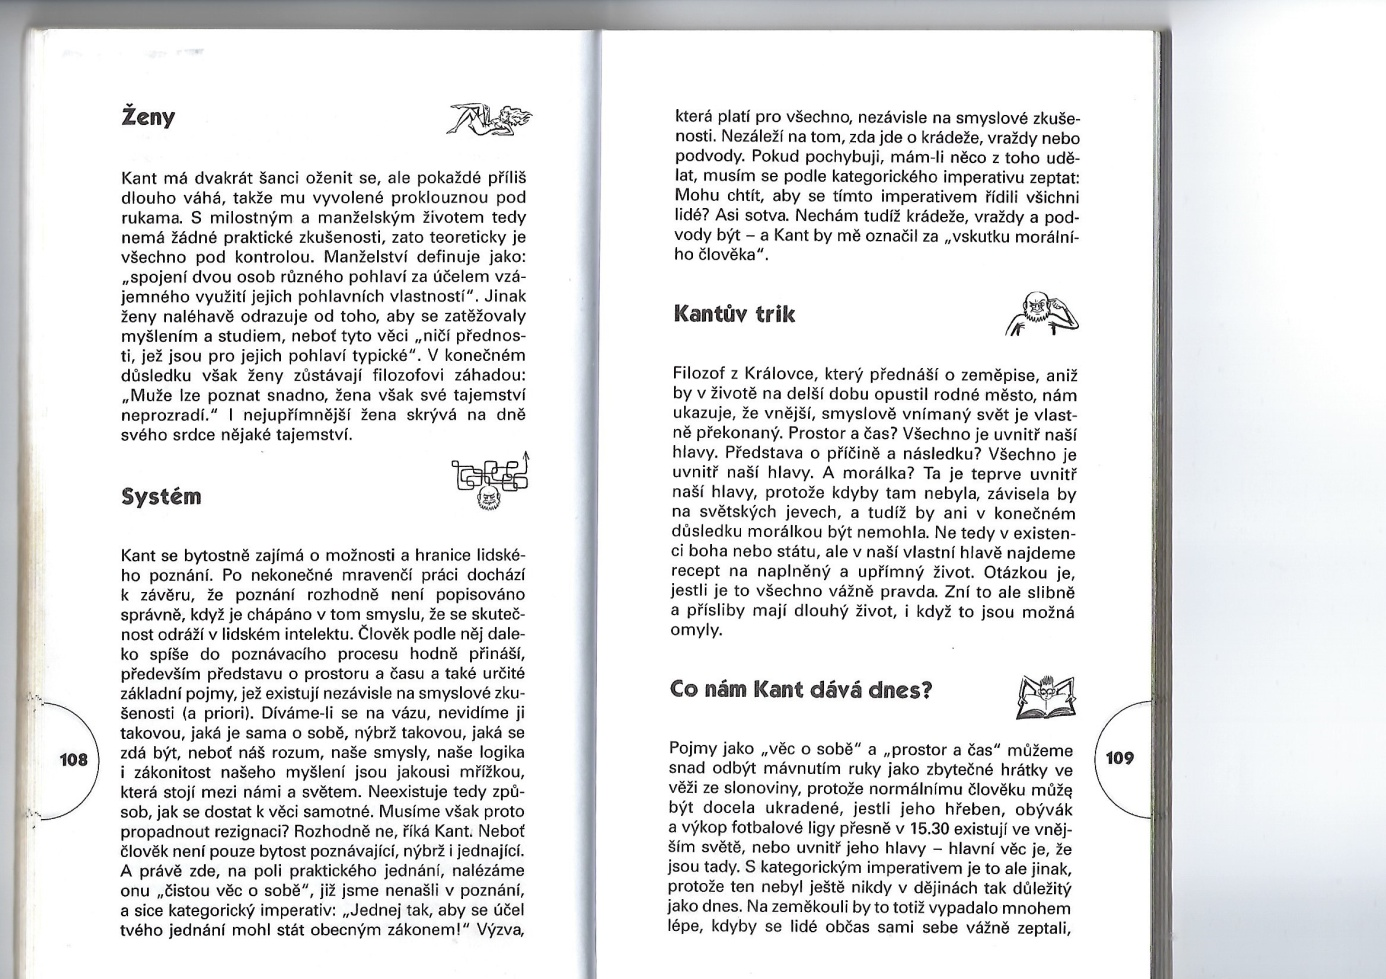 Ženy
Kant má dvakrát šanci oženit se, ale pokaždé příliš
dlouho váhá, takže mu vyvolené proklouznou pod
rukama. S milostným a manželským životem tedy
nemá žádné praktické zkušenosti, zato teoreticky je
všechno pod kontrolou. Manželství definuje jako:
„spojení dvou osob různého pohlaví za účelem vzá-
jemného využití jejich pohlavních vlastností“. Jinak
ženy naléhavě odrazuje od toho, aby se zatěžovaly
myšlením a studiem, neboť tyto věci „ničí přednos-
ti, jež jsou pro jejich pohlaví typické“. V konečném
důsledku však ženy zůstávají filozofovi záhadou:
„Muže lze poznat snadno, žena však své tajemství
neprozradí.“ I nejupřímnější žena skrývá na dně
svého srdce nějaké tajemství.
Systém
Kant se bytostně zajímá o možnosti a hranice lidské-
ho poznání. Po nekonečné mravenčí práci dochází
k závěru, že poznání rozhodně není popisováno
správně, když je chápáno v tom smyslu, že se skuteč-
nost odráží v lidském intelektu. Člověk podle něj dale-
ko spíše do poznávacího procesu hodně přináší,
především představu o prostoru a času a také určité
základní pojmy, jež existují nezávisle na smyslové zku-
šenosti (a priori). Díváme-li se na vázu, nevidíme ji
takovou, jaká je sama o sobě, nýbrž takovou, jaká se
zdá být, neboť náš rozum, naše smysly, naše logika
i zákonitost našeho myšlení jsou jakousi mřížkou,
která stojí mezi námi a světem. Neexistuje tedy způ-
sob, jak se dostat k věci samotné. Musíme však proto
propadnout rezignaci? Rozhodně ne, říká Kant. Neboť
člověk není pouze bytost poznávající, nýbrž i jednající.
A právě zde, na poli praktického jednání, nalézáme
onu „čistou věc o sobě“, již jsme nenašli v poznání,
a sice kategorický imperativ: „Jednej tak, aby se účel
tvého jednání mohl stát obecným zákonem!“ Výzva,
108
která platí pro všechno, nezávisle na smyslové zkuše-
nosti. Nezáleží na tom, zda jde o krádeže, vraždy nebo
podvody. Pokud pochybuji, mám-li něco z toho udě-
lat, musím se podle kategorického imperativu zeptat:
Mohu chtít, aby se tímto imperativem řídili všichni
lidé? Asi sotva. Nechám tudíž krádeže, vraždy a pod-
vody být – a Kant by mě označil za „vskutku morální-
ho člověka“.
Kantův trik
Filozof z Královce, který přednáší o zeměpise, aniž
by v životě na delší dobu opustil rodné město, nám
ukazuje, že vnější, smyslově vnímaný svět je vlast-
ně překonaný. Prostor a čas? Všechno je uvnitř naší
hlavy. Představa o příčině a následku? Všechno je
uvnitř naší hlavy. A morálka? Ta je teprve uvnitř
naší hlavy, protože kdyby tam nebyla, závisela by
na světských jevech, a tudíž by ani v konečném
důsledku morálkou být nemohla. Ne tedy v existen-
ci boha nebo státu, ale v naší vlastní hlavě najdeme
recept na naplněný a upřímný život. Otázkou je,
jestli je to všechno vážně pravda. Zní to ale slibně
a přísliby mají dlouhý život, i když to jsou možná
omyly.
Co nám Kant dává dnes?
Pojmy jako „věc o sobě“ a „prostor a čas“ můžeme
snad odbýt mávnutím ruky jako zbytečné hrátky ve
věži ze slonoviny, protože normálnímu člověku může
být docela ukradené, jestli jeho hřeben, obývák
a výkop fotbalové ligy přesně v 15.30 existují ve vněj-
ším světě, nebo uvnitř jeho hlavy – hlavní věc je, že
jsou tady. S kategorickým imperativem je to ale jinak,
protože ten nebyl ještě nikdy v dějinách tak důležitý
jako dnes. Na zeměkouli by to totiž vypadalo mnohem
lépe, kdyby se lidé občas sami sebe vážně zeptali,
109